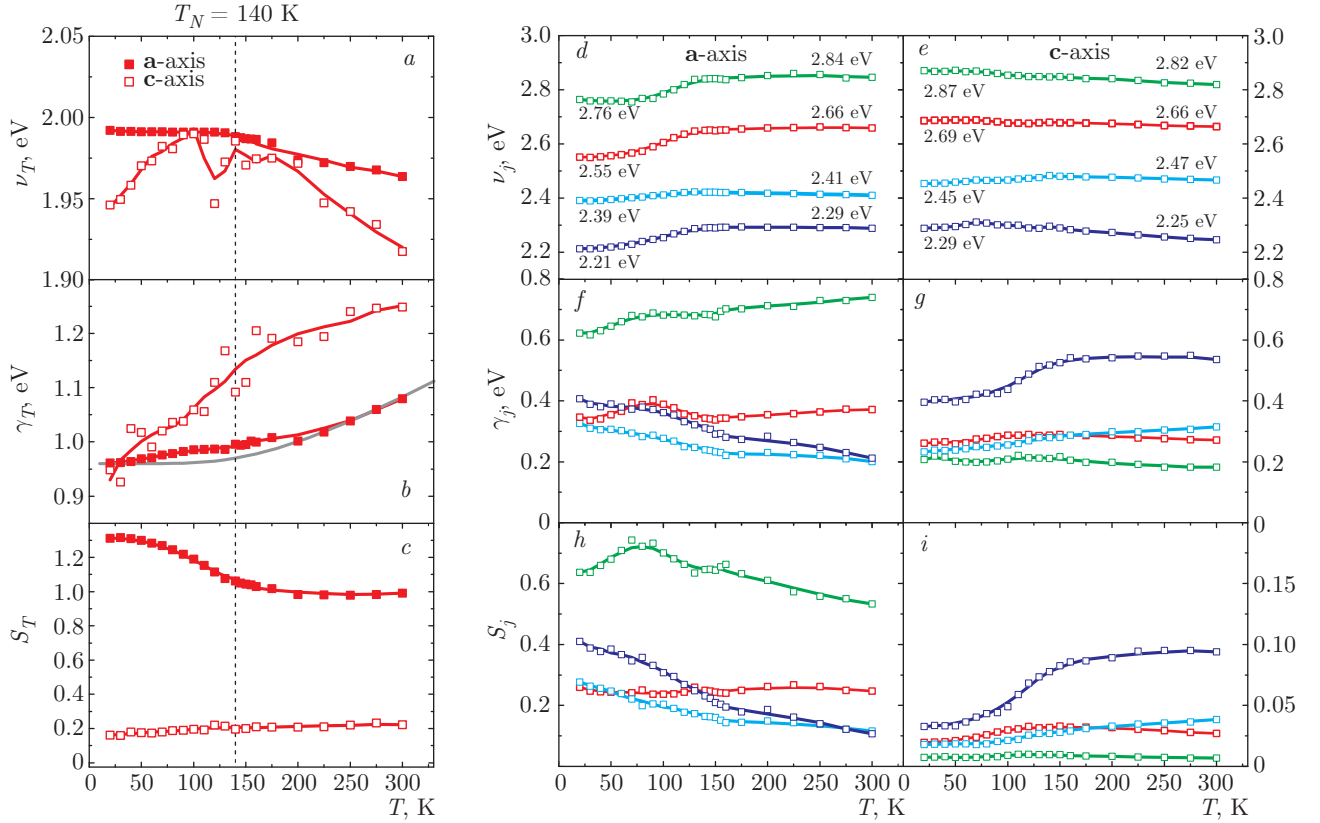 T_N = 140 K
2.05
2.00
1.95
1.90
ν_T, eV
a
a-axis
c-axis
1.90
1.2
1.1
1.0
0.9
γ_T, eV
b
1.2
1.0
0.8
0.6
0.4
0.2
0
S_T
c
0 50 100 150 200 250 300
T, K
3.0
2.8
2.6
2.4
2.2
0.8
ν_j, eV
d
a-axis
2.84 eV
2.76 eV
2.66 eV
2.55 eV
2.41 eV
2.39 eV
2.29 eV
2.21 eV
e
c-axis
2.82 eV
2.87 eV
2.66 eV
2.69 eV
2.47 eV
2.45 eV
2.25 eV
2.29 eV
3.0
2.8
2.6
2.4
2.2
0.8
0.6
0.4
0.2
0
γ_j, eV
f
g
0.6
0.4
0.2
0
0.6
0.4
0.2
S_j
h
i
0.15
0.10
0.05
0
0 50 100 150 200 250 300
T, K
0 50 100 150 200 250 300
T, K